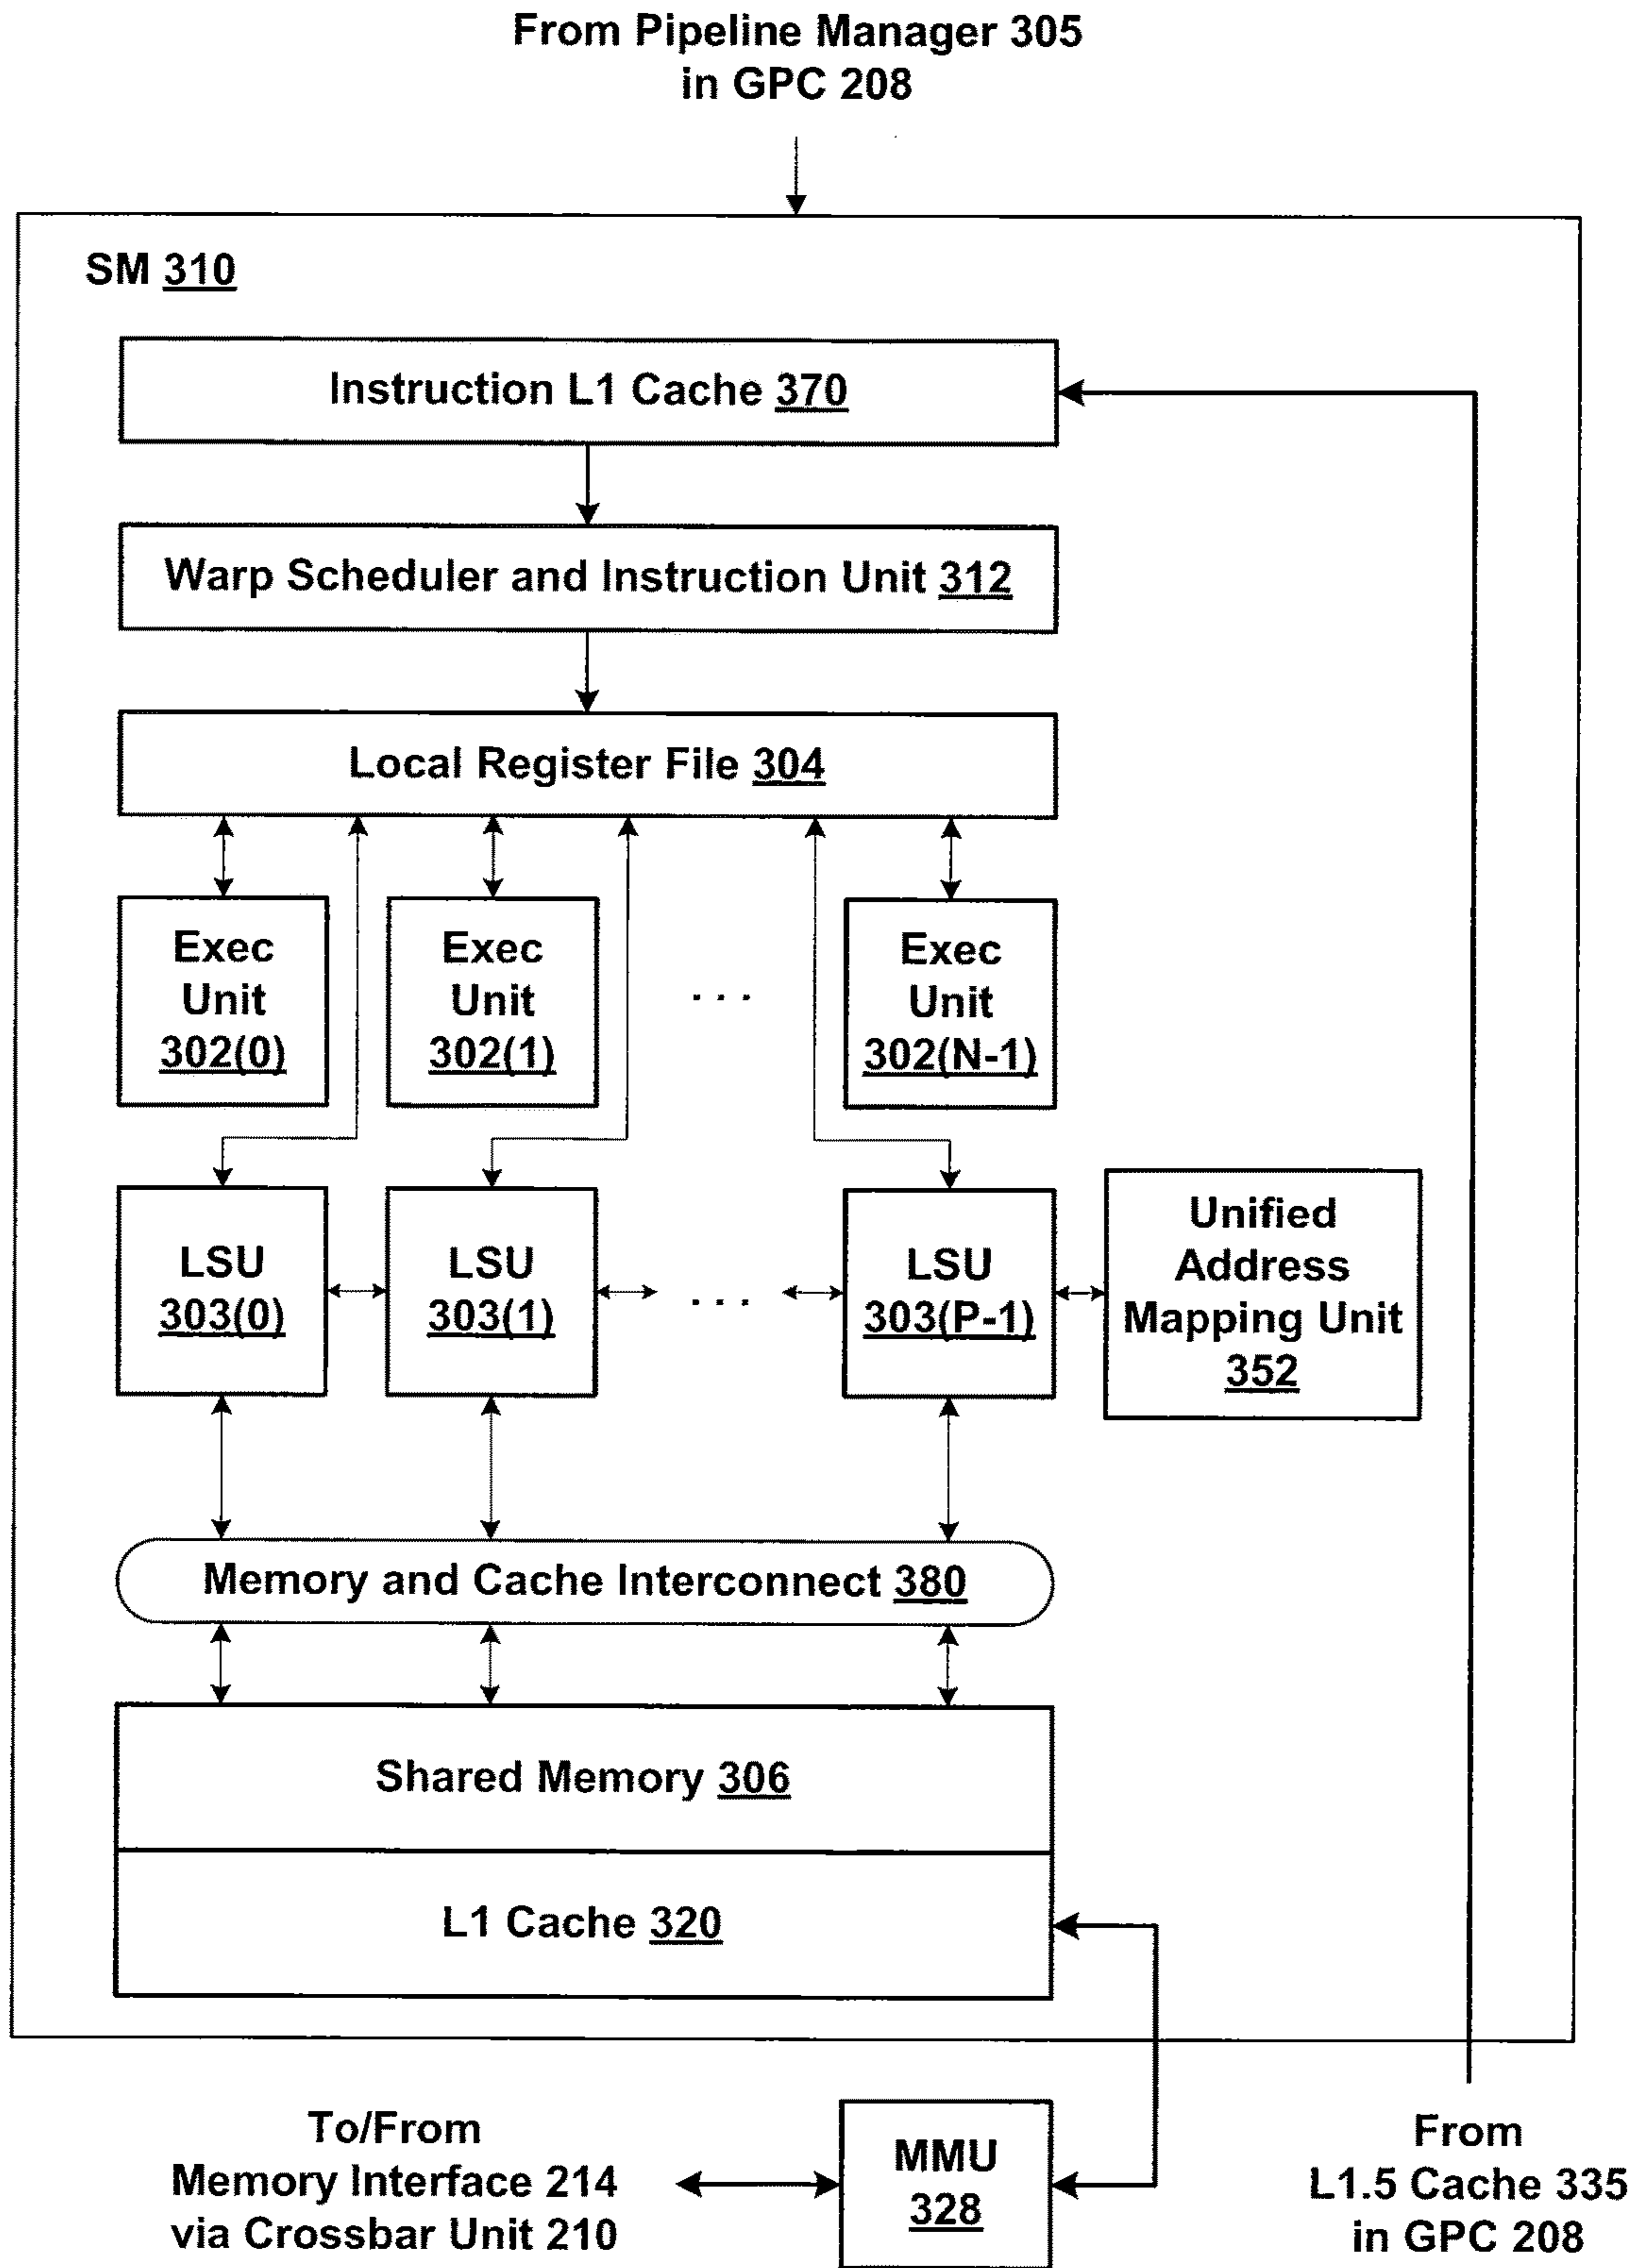 From Pipeline Manager 305
in GPC 208
SM 310
Instruction L1 Cache 370
Warp Scheduler and Instruction Unit 312
Local Register File 304
Exec
Unit
302(0)
Exec
Unit
302(1)
. . .
Exec
Unit
302(N-1)
LSU
303(0)
LSU
303(1)
. . .
LSU
303(P-1)
Unified
Address
Mapping Unit
352
Memory and Cache Interconnect 380
Shared Memory 306
L1 Cache 320
To/From
Memory Interface 214
via Crossbar Unit 210
MMU
328
From
L1.5 Cache 335
in GPC 208